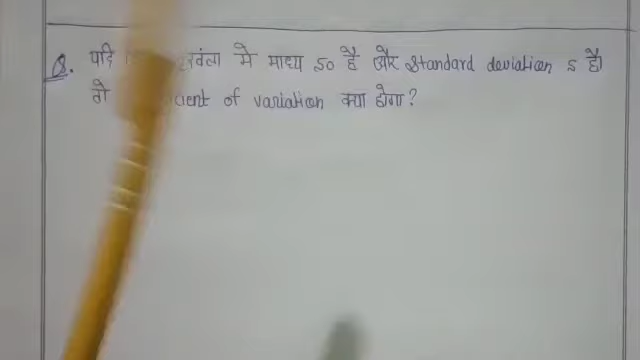 Q. यदि में माध्य 50 है और Standard deviation 5 है।
तो of variation क्या होगा?